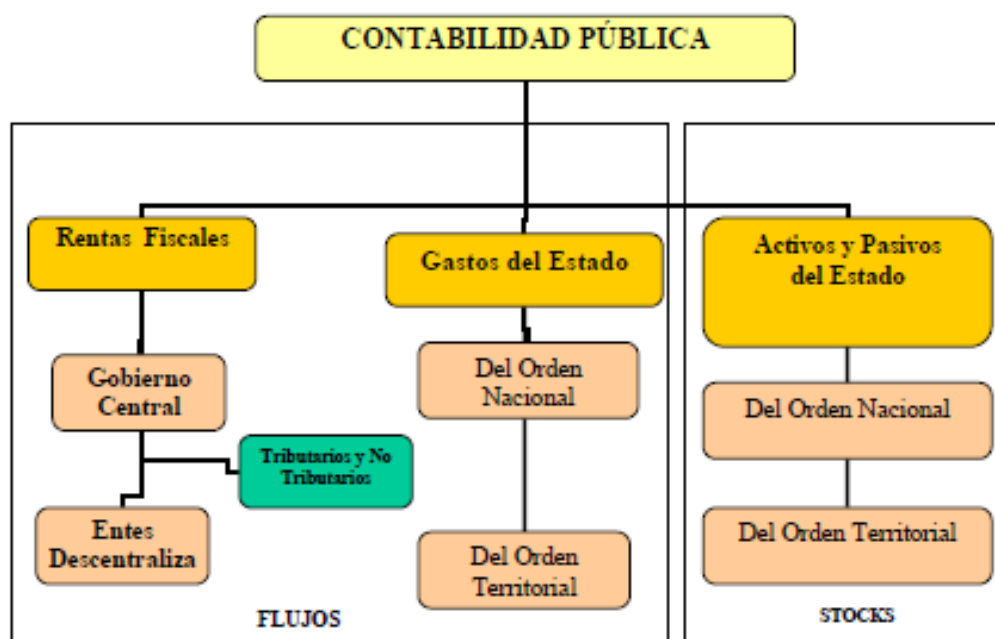 CONTABILIDAD PÚBLICA
Rentas Fiscales
Gobierno
Central
Tributarios y No
Tributarios
Entes
Descentraliza
Gastos del Estado
Del Orden
Nacional
Del Orden
Territorial
FLUJOS
Activos y Pasivos
del Estado
Del Orden Nacional
Del Orden Territorial
STOCKS